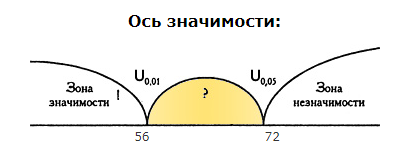 Ось значимости:
U0,01 U0,05
Зона значимости
?
Зона незначимости
56 72